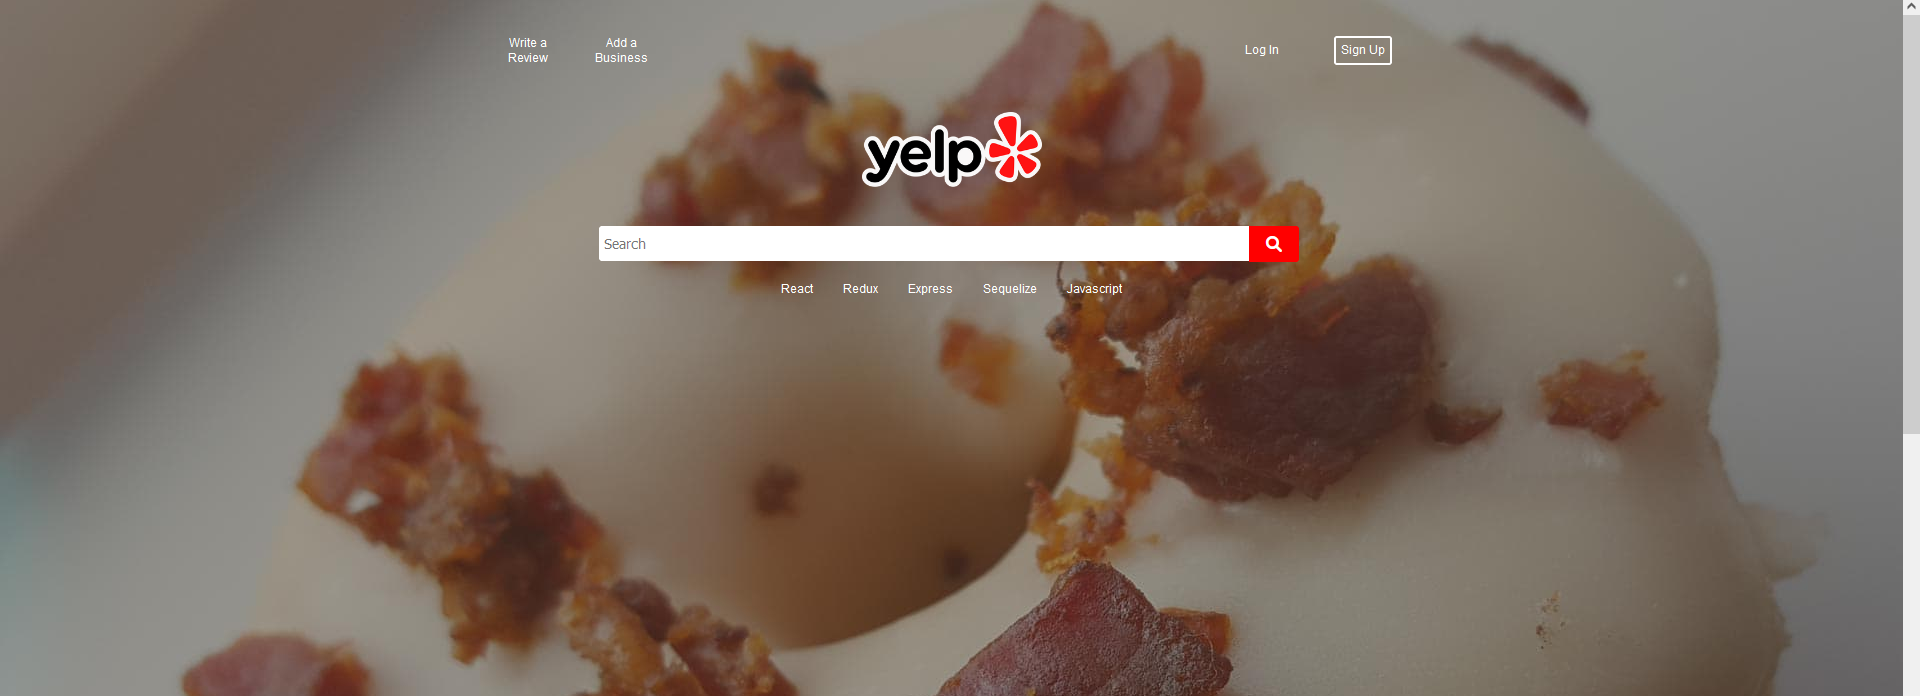 Write a
Review
Add a
Business
Log In
Sign Up
yelp
Search
React
Redux
Express
Sequelize
Javascript